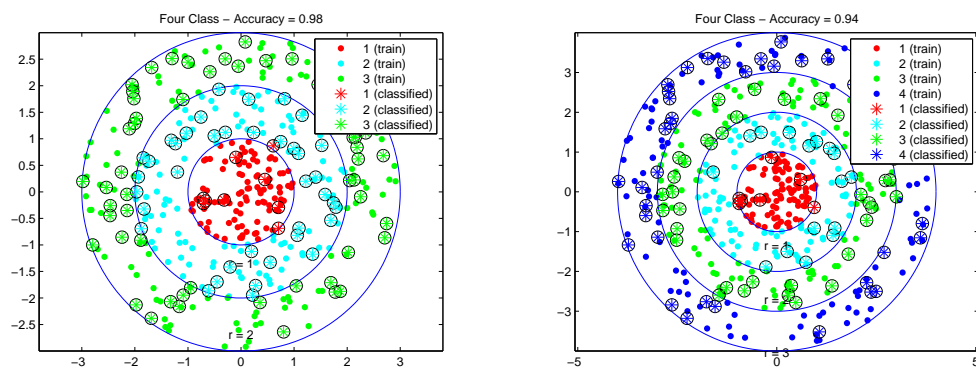 Four Class − Accuracy = 0.98
1 (train)
2 (train)
3 (train)
1 (classified)
2 (classified)
3 (classified)
2.5
2
1.5
1
0.5
0
−0.5
−1
−1.5
−2
−2.5
= 1
r = 2
−3
−2
−1
0
1
2
3
Four Class − Accuracy = 0.94
1 (train)
2 (train)
3 (train)
4 (train)
1 (classified)
2 (classified)
3 (classified)
4 (classified)
3
2
1
0
−1
−2
−3
−4
r = 1
r =
r = 3
−5
0
5